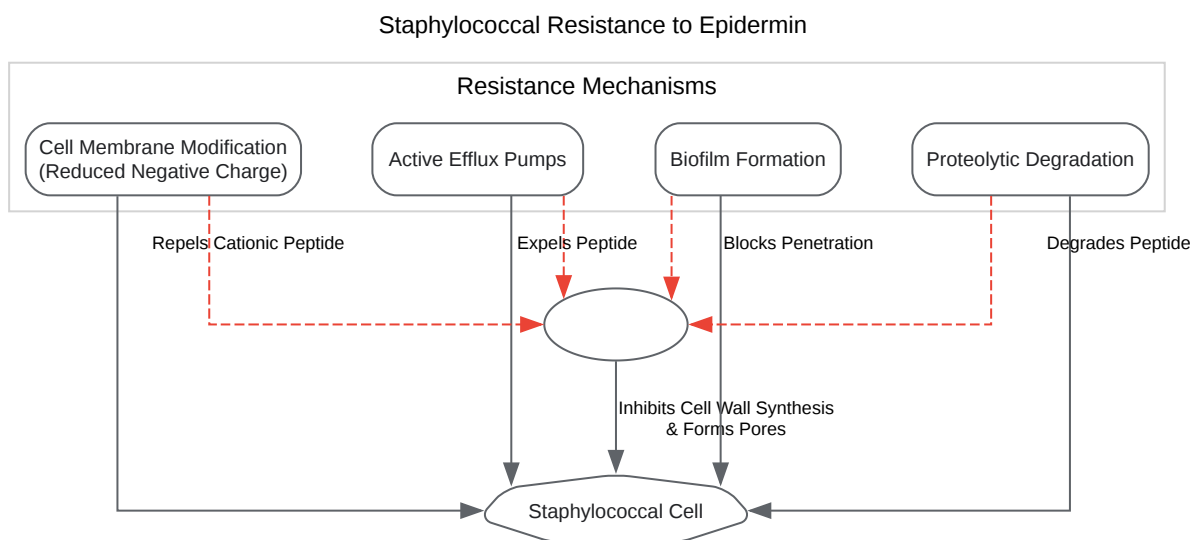 Staphylococcal Resistance to Epidermin
Resistance Mechanisms
Cell Membrane Modification
(Reduced Negative Charge)
Active Efflux Pumps
Biofilm Formation
Proteolytic Degradation
Repels Cationic Peptide
Expels Peptide
Blocks Penetration
Degrades Peptide
Inhibits Cell Wall Synthesis
& Forms Pores
Staphylococcal Cell